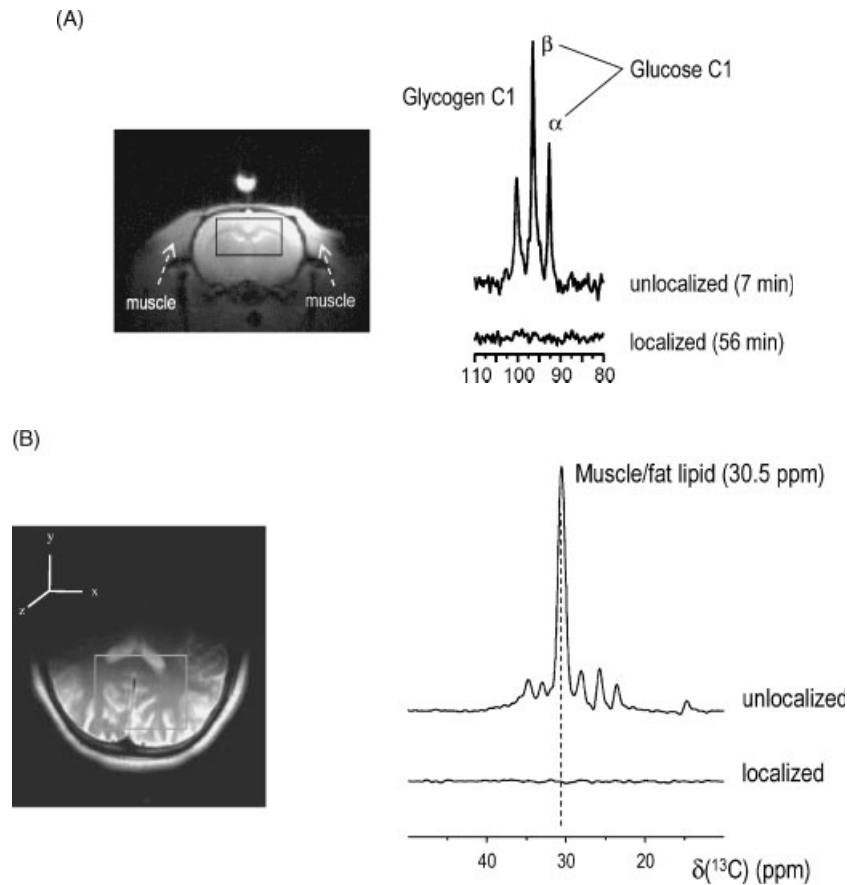 (A)
β
Glucose C1
Glycogen C1
α
muscle
muscle
unlocalized (7 min)
localized (56 min)
110 100 90 80
(B)
y
x
z
Muscle/fat lipid (30.5 ppm)
unlocalized
localized
40 30 20
δ(¹³C) (ppm)